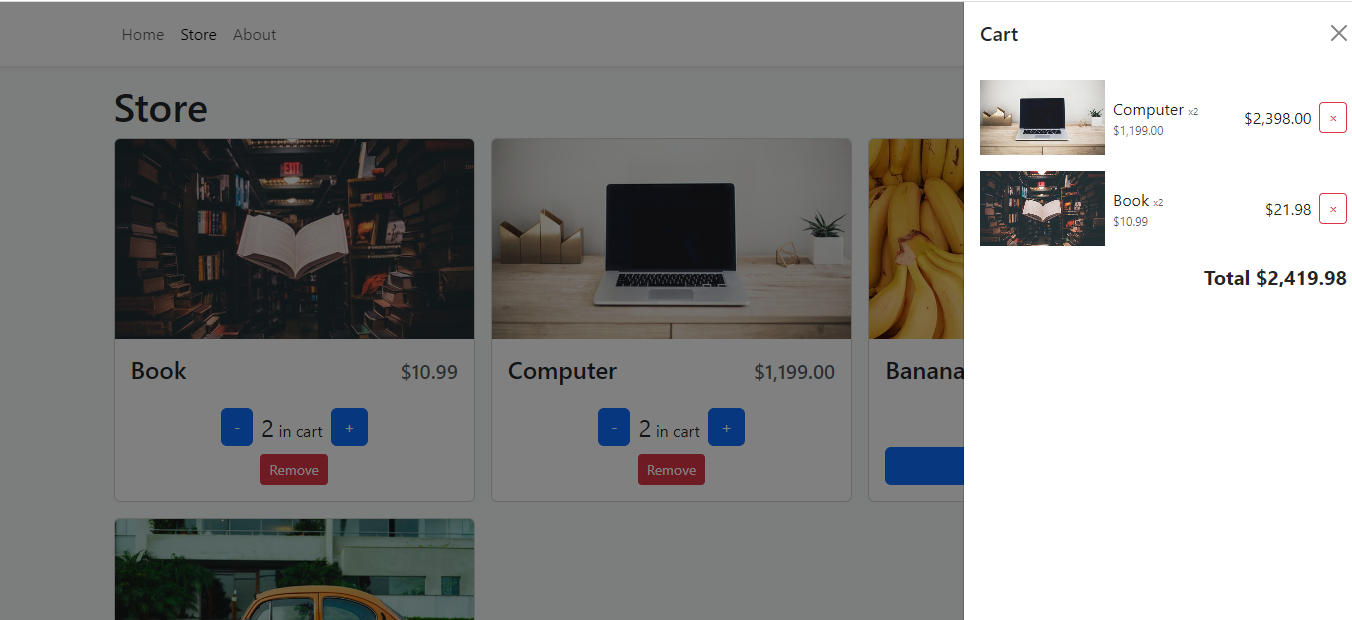 Home Store About
Store
EXIT
Book $10.99
- 2 in cart +
Remove
Computer $1,199.00
- 2 in cart +
Remove
Banana
Cart
Computer x2
$1,199.00
$2,398.00 ×
Book x2
$10.99
$21.98 ×
Total $2,419.98